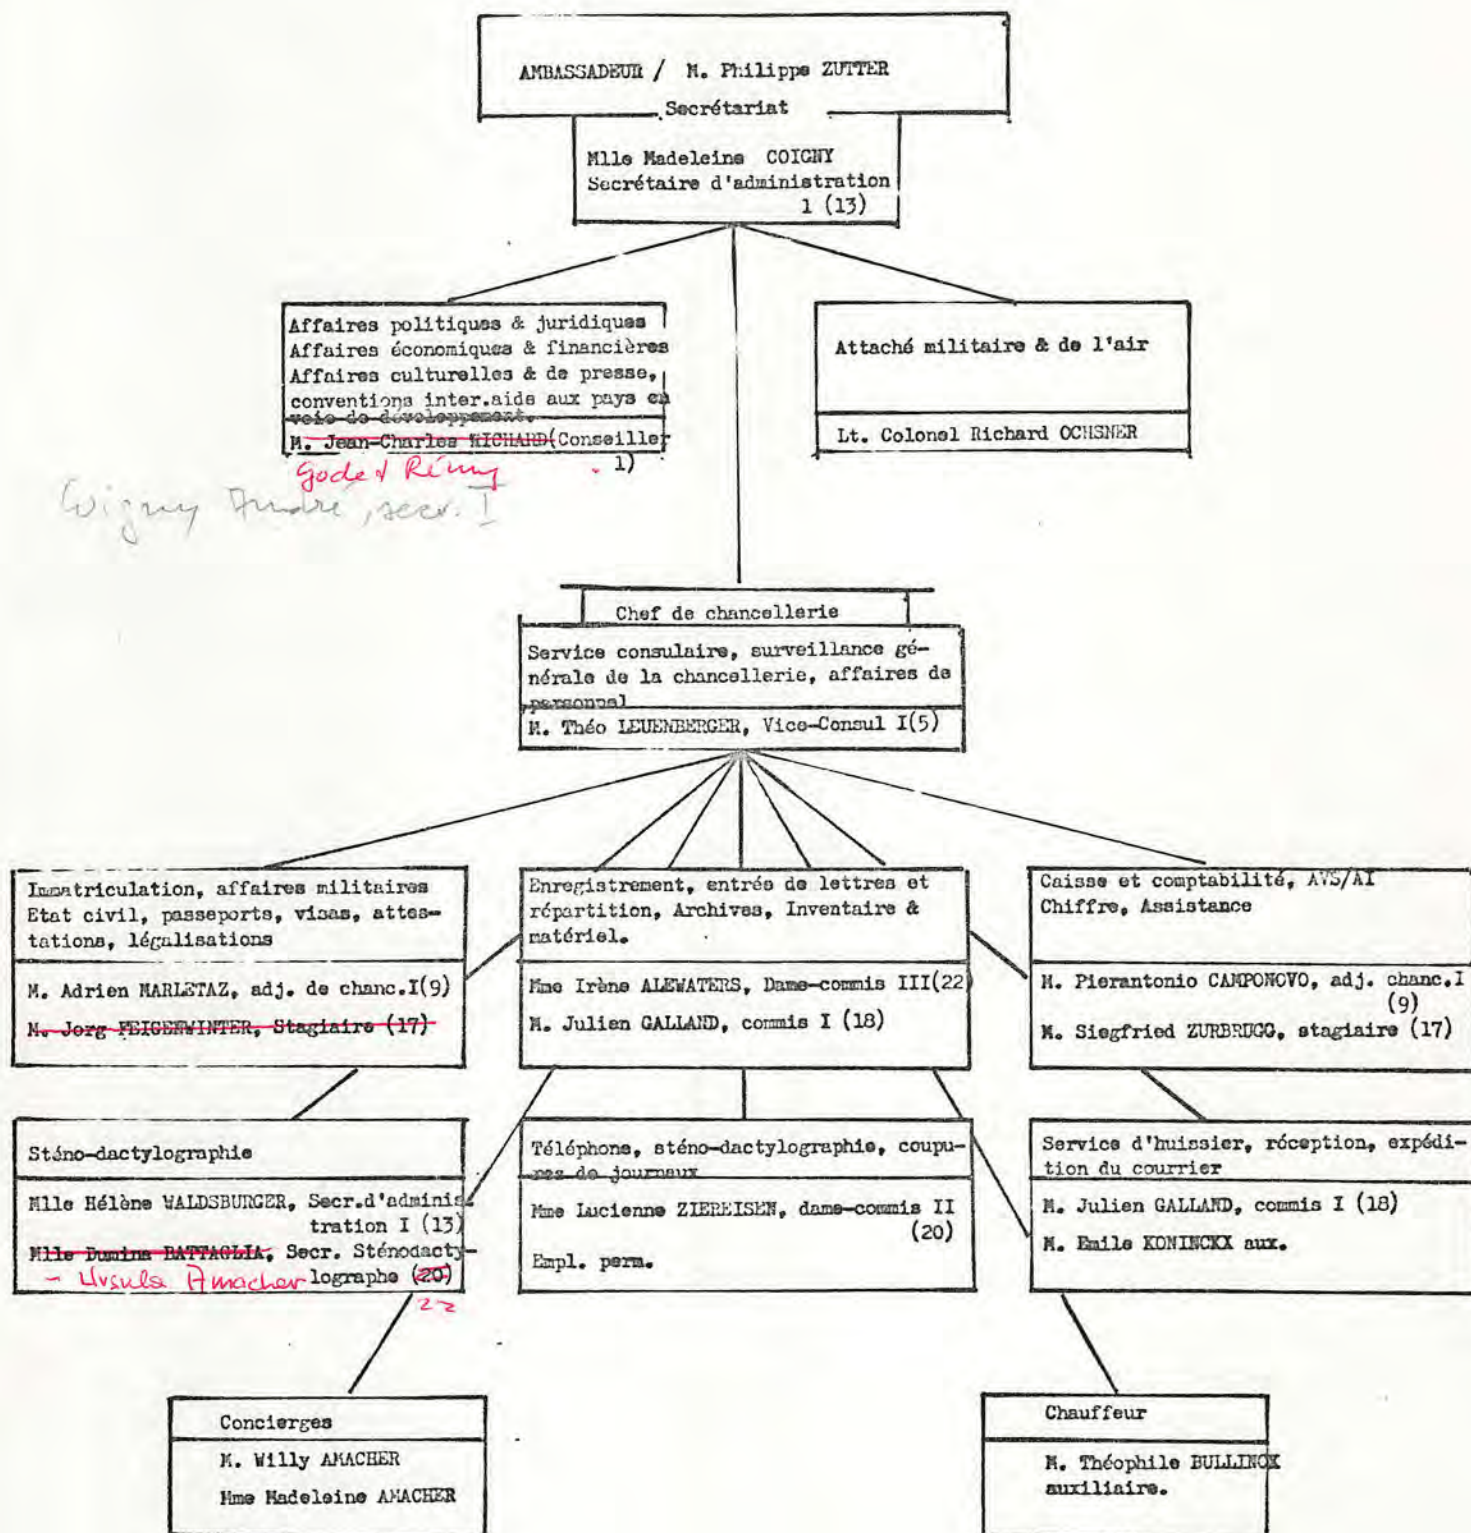 AMBASSADEUR / M. Philippe ZUTTER
Secrétariat
Mlle Madeleine COIGNY
Secrétaire d'administration
1 (13)
Affaires politiques & juridiques
Affaires économiques & financières
Affaires culturelles & de presse,
conventions inter.aide aux pays en
voie de développement.
M. Jean-Charles RICHARD(Conseiller
1)
Godet Rémy
André, secr. I
Attaché militaire & de l'air
Lt. Colonel Richard OCHSNER
Chef de chancellerie
Service consulaire, surveillance gé-
nérale de la chancellerie, affaires de
personnel
M. Théo LEUENBERGER, Vice-Consul I(5)
Immatriculation, affaires militaires
Etat civil, passeports, visas, attes-
tations, légalisations
M. Adrien MARLETAZ, adj. de chanc.I(9)
M. Jorg FEIGENWINTER, Stagiaire (17)
Enregistrement, entrée de lettres et
répartition, Archives, Inventaire &
matériel.
Mme Irène ALEWATERS, Dame-commis III(22)
M. Julien GALLAND, commis I (18)
Caisse et comptabilité, AVS/AI
Chiffre, Assistance
M. Pierantonio CAMPONOVO, adj. chanc.I
(9)
M. Siegfried ZURBRUGG, stagiaire (17)
Sténo-dactylographie
Mlle Hélène WALDSBURGER, Secr.d'adminis-
tration I (13)
Mlle Dumina BATTAGLIA, Secr. Sténodacty-
- Ursula Amacher lographe (20)
22
Téléphone, sténo-dactylographie, coupu-
res de journaux
Mme Lucienne ZIEREISEN, dame-commis II
(20)
Empl. perm.
Service d'huissier, réception, expédi-
tion du courrier
M. Julien GALLAND, commis I (18)
M. Emile KONINCKX aux.
Concierges
M. Willy AMACHER
Mme Madeleine AMACHER
Chauffeur
M. Théophile BULLINCX
auxiliaire.